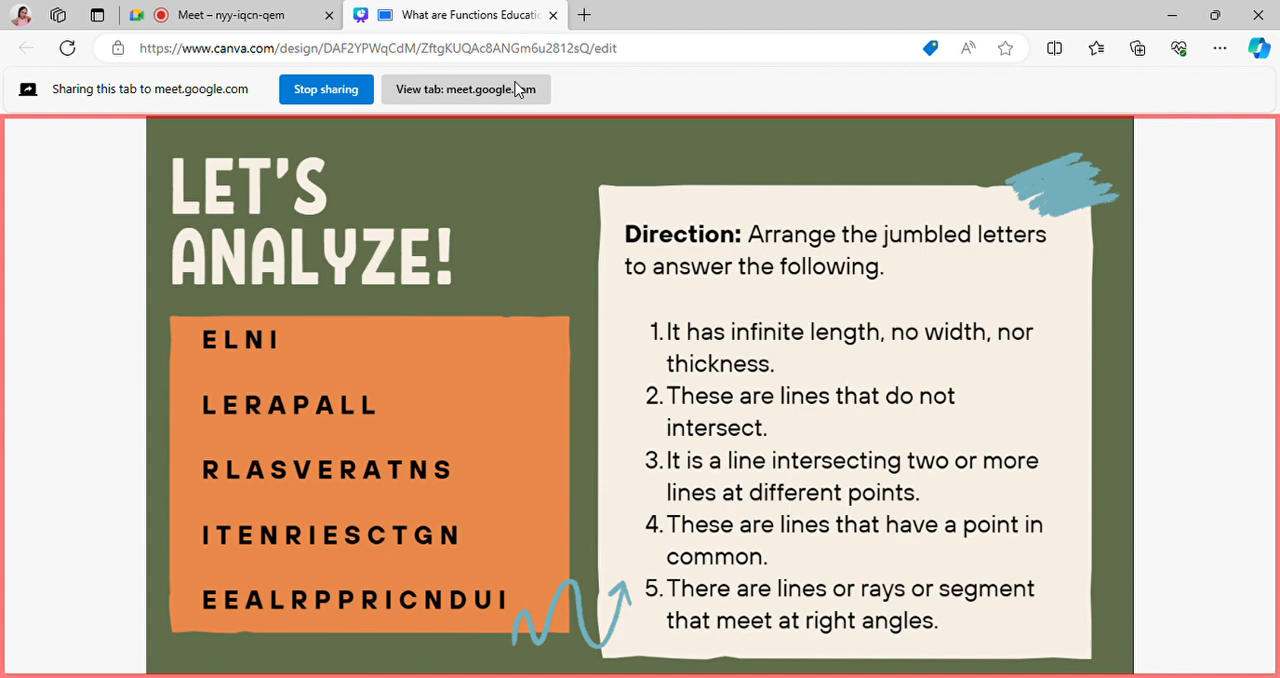 Meet – nyy-iqcn-qem
What are Functions Educatio
https://www.canva.com/design/DAF2YPWqCdM/ZftgKUQAc8ANGm6u2812sQ/edit
Sharing this tab to meet.google.com
Stop sharing
View tab: meet.google.com
LET'S
ANALYZE!
ELNI
LERAPALL
RLASVERATNS
ITENRIESCTGN
EEALRPPRICNDUI
Direction: Arrange the jumbled letters
to answer the following.
1. It has infinite length, no width, nor
thickness.
2. These are lines that do not
intersect.
3. It is a line intersecting two or more
lines at different points.
4. These are lines that have a point in
common.
5. There are lines or rays or segment
that meet at right angles.